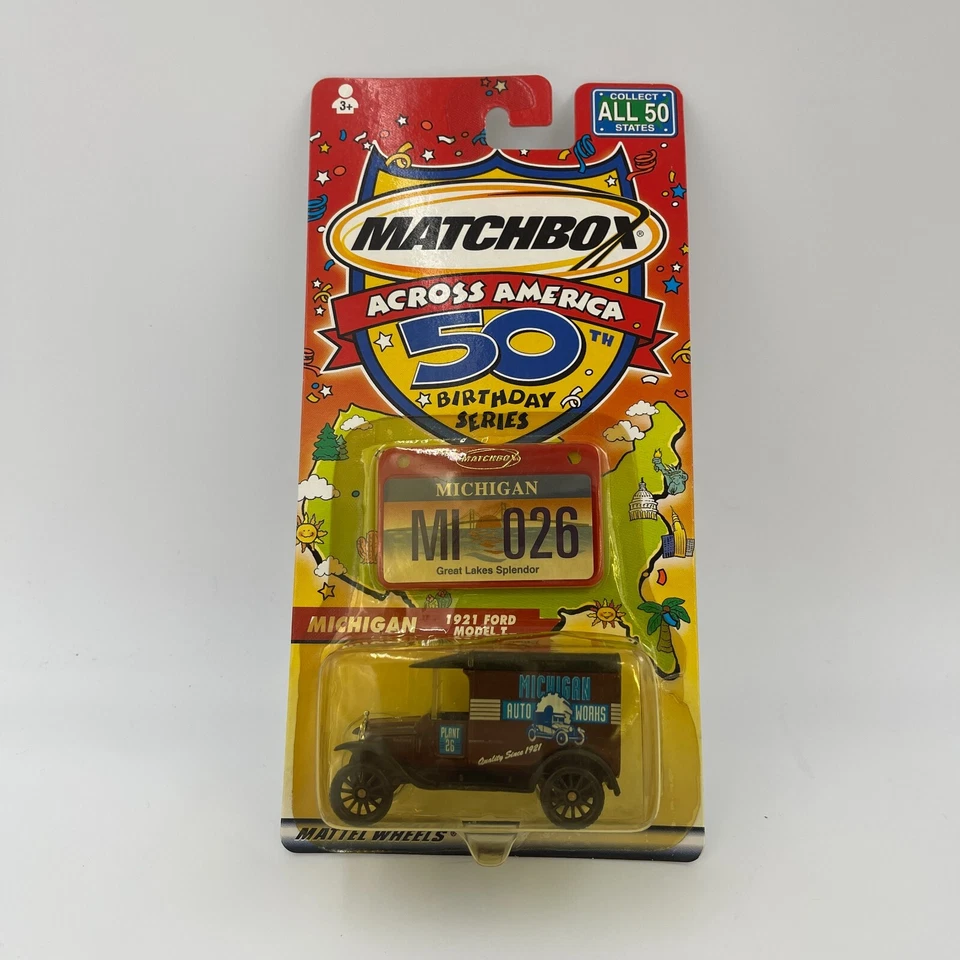 3+
COLLECT
ALL 50
STATES
MATCHBOX®
ACROSS AMERICA
50TH
BIRTHDAY
SERIES
MATCHBOX
MICHIGAN
MI 026
Great Lakes Splendor
MICHIGAN
1921 FORD
MODEL T
MICHIGAN
AUTO WORKS
PLANT
26
Quality Since 1921
MATTEL WHEELS®